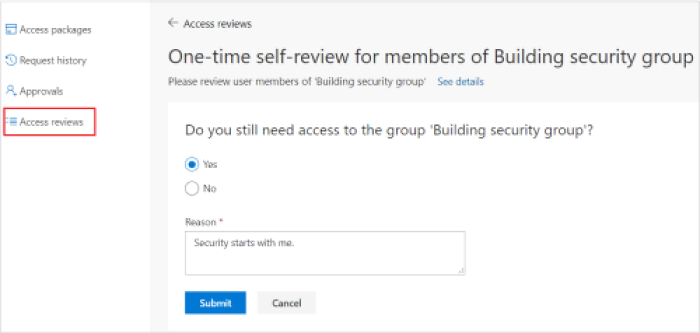 Access packages
Request history
Approvals
Access reviews
← Access reviews
One-time self-review for members of Building security group
Please review user members of 'Building security group' See details
Do you still need access to the group 'Building security group'?
Yes
No
Reason *
Security starts with me.
Submit Cancel